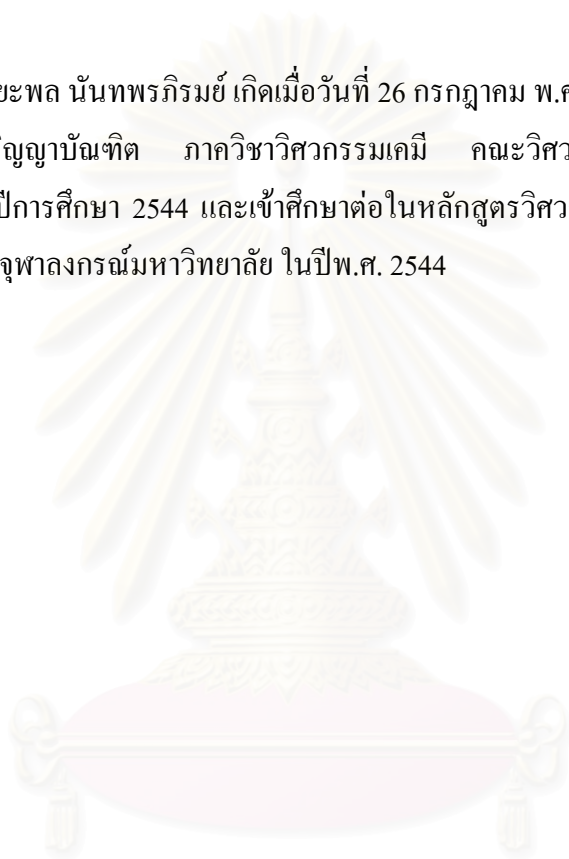 ยะพล นันทพรภิรมย์ เกิดเมื่อวันที่ 26 กรกฎาคม พ.ศ
ัญญาบัณฑิต ภาควิชาวิศวกรรมเคมี คณะวิศว
ปีการศึกษา 2544 และเข้าศึกษาต่อในหลักสูตรวิศว
จุฬาลงกรณ์มหาวิทยาลัย ในปีพ.ศ. 2544